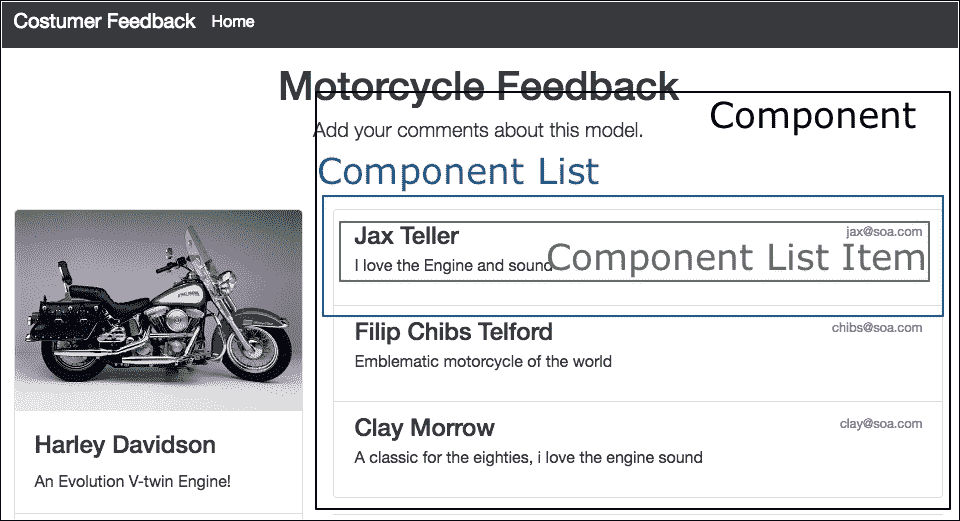 Costumer Feedback Home
Motorcycle Feedback
Component
Add your comments about this model.
Component List
Jax Teller jax@soa.com
I love the Engine and sound
Component List Item
Filip Chibs Telford chibs@soa.com
Emblematic motorcycle of the world
Clay Morrow clay@soa.com
A classic for the eighties, i love the engine sound
Harley Davidson
An Evolution V-twin Engine!